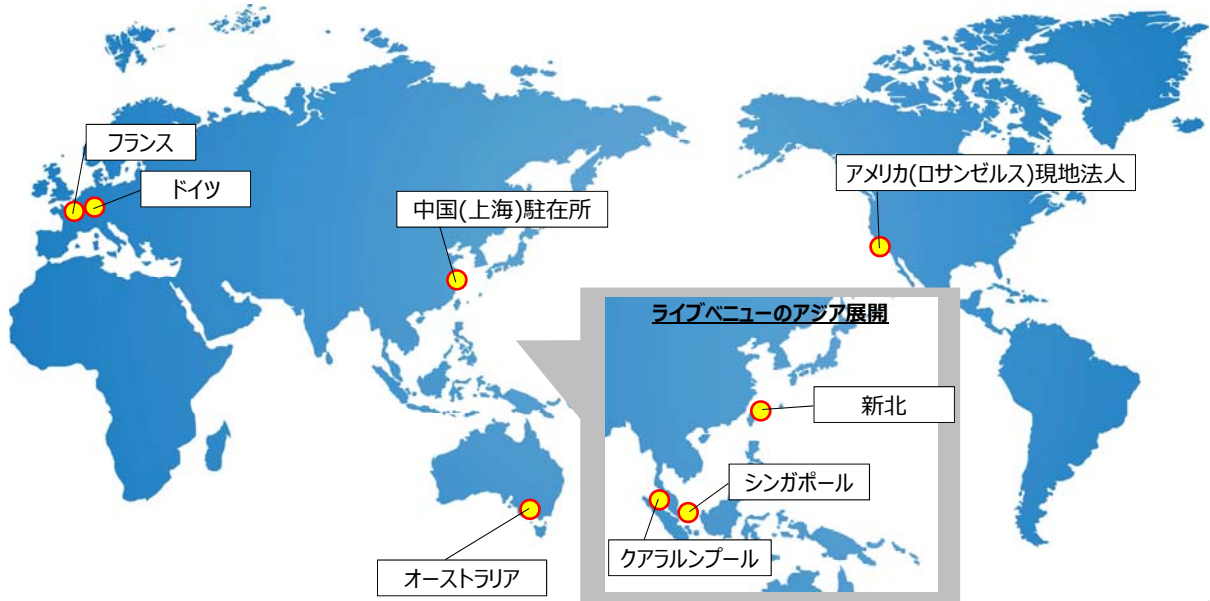 フランス
ドイツ
中国(上海)駐在所
アメリカ(ロサンゼルス)現地法人
オーストラリア
ライブベニューのアジア展開
新北
シンガポール
クアラルンプール